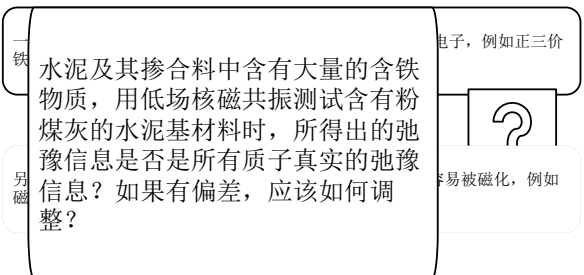 一
电子，例如正三价
铁
水泥及其掺合料中含有大量的含铁
物质，用低场核磁共振测试含有粉
煤灰的水泥基材料时，所得出的弛
豫信息是否是所有质子真实的弛豫
信息？如果有偏差，应该如何调
整？
?
另
容易被磁化，例如
磁